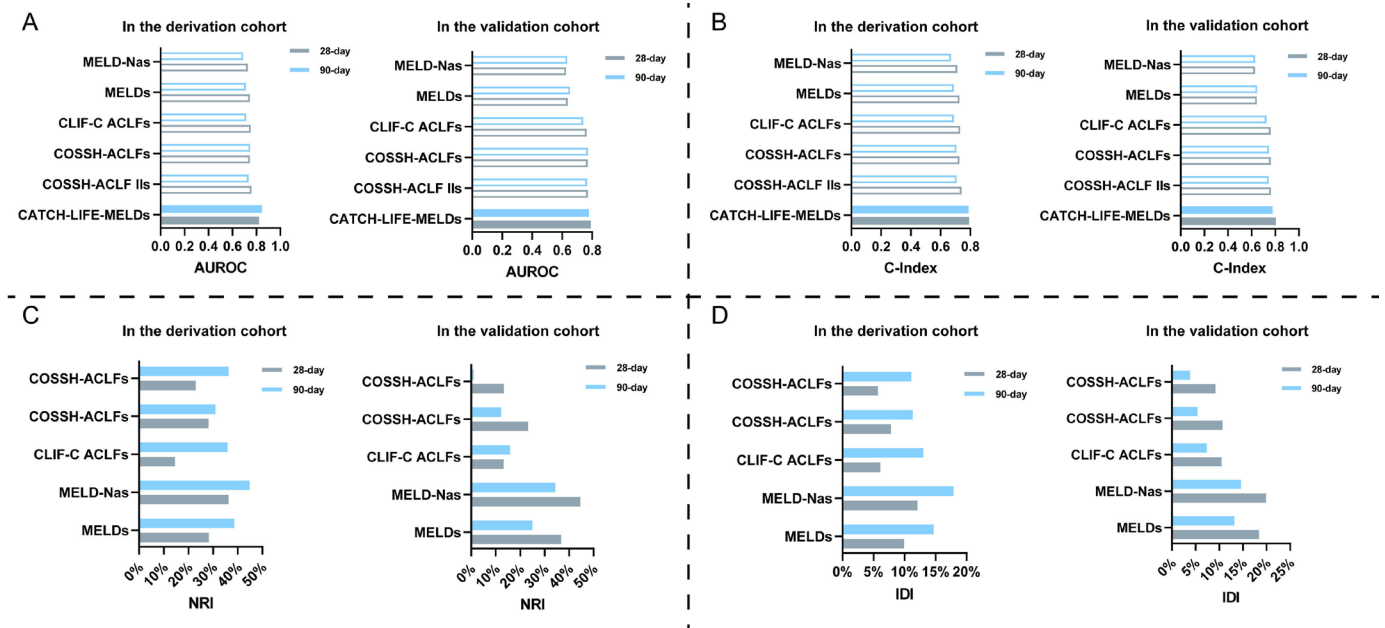 A
In the derivation cohort
28-day
90-day
MELD-Nas
MELDs
CLIF-C ACLFs
COSSH-ACLFs
COSSH-ACLF IIs
CATCH-LIFE-MELDs
0.0 0.2 0.4 0.6 0.8 1.0
AUROC
In the validation cohort
28-day
90-day
MELD-Nas
MELDs
CLIF-C ACLFs
COSSH-ACLFs
COSSH-ACLF IIs
CATCH-LIFE-MELDs
0.0 0.2 0.4 0.6 0.8
AUROC
B
In the derivation cohort
28-day
90-day
MELD-Nas
MELDs
CLIF-C ACLFs
COSSH-ACLFs
COSSH-ACLF IIs
CATCH-LIFE-MELDs
0.0 0.2 0.4 0.6 0.8
C-Index
In the validation cohort
28-day
90-day
MELD-Nas
MELDs
CLIF-C ACLFs
COSSH-ACLFs
COSSH-ACLF IIs
CATCH-LIFE-MELDs
0.0 0.2 0.4 0.6 0.8 1.0
C-Index
C
In the derivation cohort
28-day
90-day
COSSH-ACLFs
COSSH-ACLFs
CLIF-C ACLFs
MELD-Nas
MELDs
0% 10% 20% 30% 40% 50%
NRI
In the validation cohort
28-day
90-day
COSSH-ACLFs
COSSH-ACLFs
CLIF-C ACLFs
MELD-Nas
MELDs
0% 10% 20% 30% 40% 50%
NRI
D
In the derivation cohort
28-day
90-day
COSSH-ACLFs
COSSH-ACLFs
CLIF-C ACLFs
MELD-Nas
MELDs
0% 5% 10% 15% 20%
IDI
In the validation cohort
28-day
90-day
COSSH-ACLFs
COSSH-ACLFs
CLIF-C ACLFs
MELD-Nas
MELDs
0% 5% 10% 15% 20% 25%
IDI